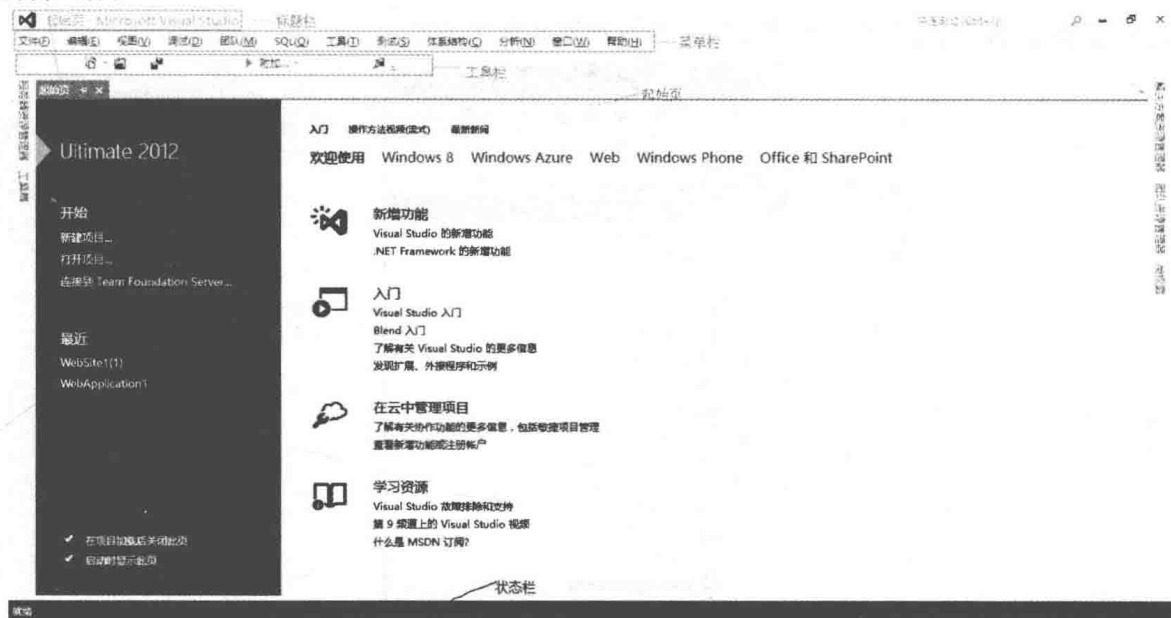 起始页 - Microsoft Visual Studio 标题栏
文件(F) 编辑(E) 视图(V) 调试(D) 团队(M) SQL(Q) 工具(T) 测试(S) 体系结构(C) 分析(N) 窗口(W) 帮助(H) 菜单栏
附加... 工具栏
起始页
起始页
Ultimate 2012
开始
新建项目...
打开项目...
连接到 Team Foundation Server...
最近
WebSite1(1)
WebApplication1
在项目加载后关闭此页
启动时显示此页
入门 操作方法视频(流式) 最新新闻
欢迎使用 Windows 8 Windows Azure Web Windows Phone Office 和 SharePoint
新增功能
Visual Studio 的新增功能
.NET Framework 的新增功能
入门
Visual Studio 入门
Blend 入门
了解有关 Visual Studio 的更多信息
发现扩展、外接程序和示例
在云中管理项目
了解有关协作功能的更多信息，包括敏捷项目管理
查看新增功能或注册帐户
学习资源
Visual Studio 故障排除和支持
第 9 频道上的 Visual Studio 视频
什么是 MSDN 订阅?
工具箱
状态栏
就绪